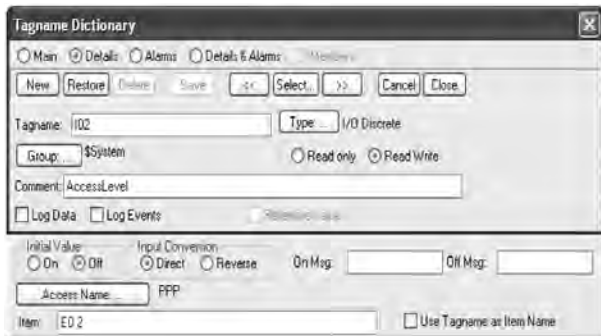 Tagname Dictionary
Main Details Alarms Details & Alarms Members
New Restore Delete Save << Select... >> Cancel Close
Tagname: I02 Type: ... I/O Discrete
Group: ... $System Read only Read Write
Comment: AccessLevel
Log Data Log Events
Initial Value Input Conversion
On Off Direct Reverse On Msg: Off Msg:
Access Name: ... PPP
Item: E0.2 Use Tagname as Item Name